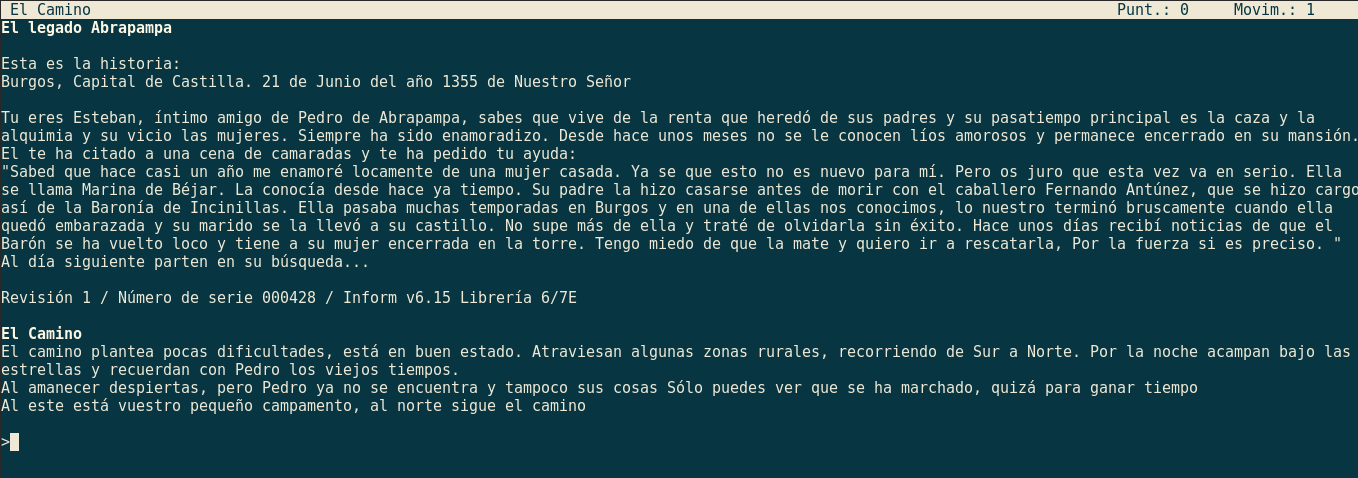 El Camino Punt.: 0 Movim.: 1
El legado Abrapampa
Esta es la historia:
Burgos, Capital de Castilla. 21 de Junio del año 1355 de Nuestro Señor
Tu eres Esteban, íntimo amigo de Pedro de Abrapampa, sabes que vive de la renta que heredó de sus padres y su pasatiempo principal es la caza y la
alquimia y su vicio las mujeres. Siempre ha sido enamoradizo. Desde hace unos meses no se le conocen líos amorosos y permanece encerrado en su mansión.
El te ha citado a una cena de camaradas y te ha pedido tu ayuda:
"Sabed que hace casi un año me enamoré locamente de una mujer casada. Ya se que esto no es nuevo para mí. Pero os juro que esta vez va en serio. Ella
se llama Marina de Béjar. La conocía desde hace ya tiempo. Su padre la hizo casarse antes de morir con el caballero Fernando Antúnez, que se hizo cargo
así de la Baronía de Incinillas. Ella pasaba muchas temporadas en Burgos y en una de ellas nos conocimos, lo nuestro terminó bruscamente cuando ella
quedó embarazada y su marido se la llevó a su castillo. No supe más de ella y traté de olvidarla sin éxito. Hace unos días recibí noticias de que el
Barón se ha vuelto loco y tiene a su mujer encerrada en la torre. Tengo miedo de que la mate y quiero ir a rescatarla, Por la fuerza si es preciso. "
Al día siguiente parten en su búsqueda...
Revisión 1 / Número de serie 000428 / Inform v6.15 Librería 6/7E
El Camino
El camino plantea pocas dificultades, está en buen estado. Atraviesan algunas zonas rurales, recorriendo de Sur a Norte. Por la noche acampan bajo las
estrellas y recuerdan con Pedro los viejos tiempos.
Al amanecer despiertas, pero Pedro ya no se encuentra y tampoco sus cosas Sólo puedes ver que se ha marchado, quizá para ganar tiempo
Al este está vuestro pequeño campamento, al norte sigue el camino
>